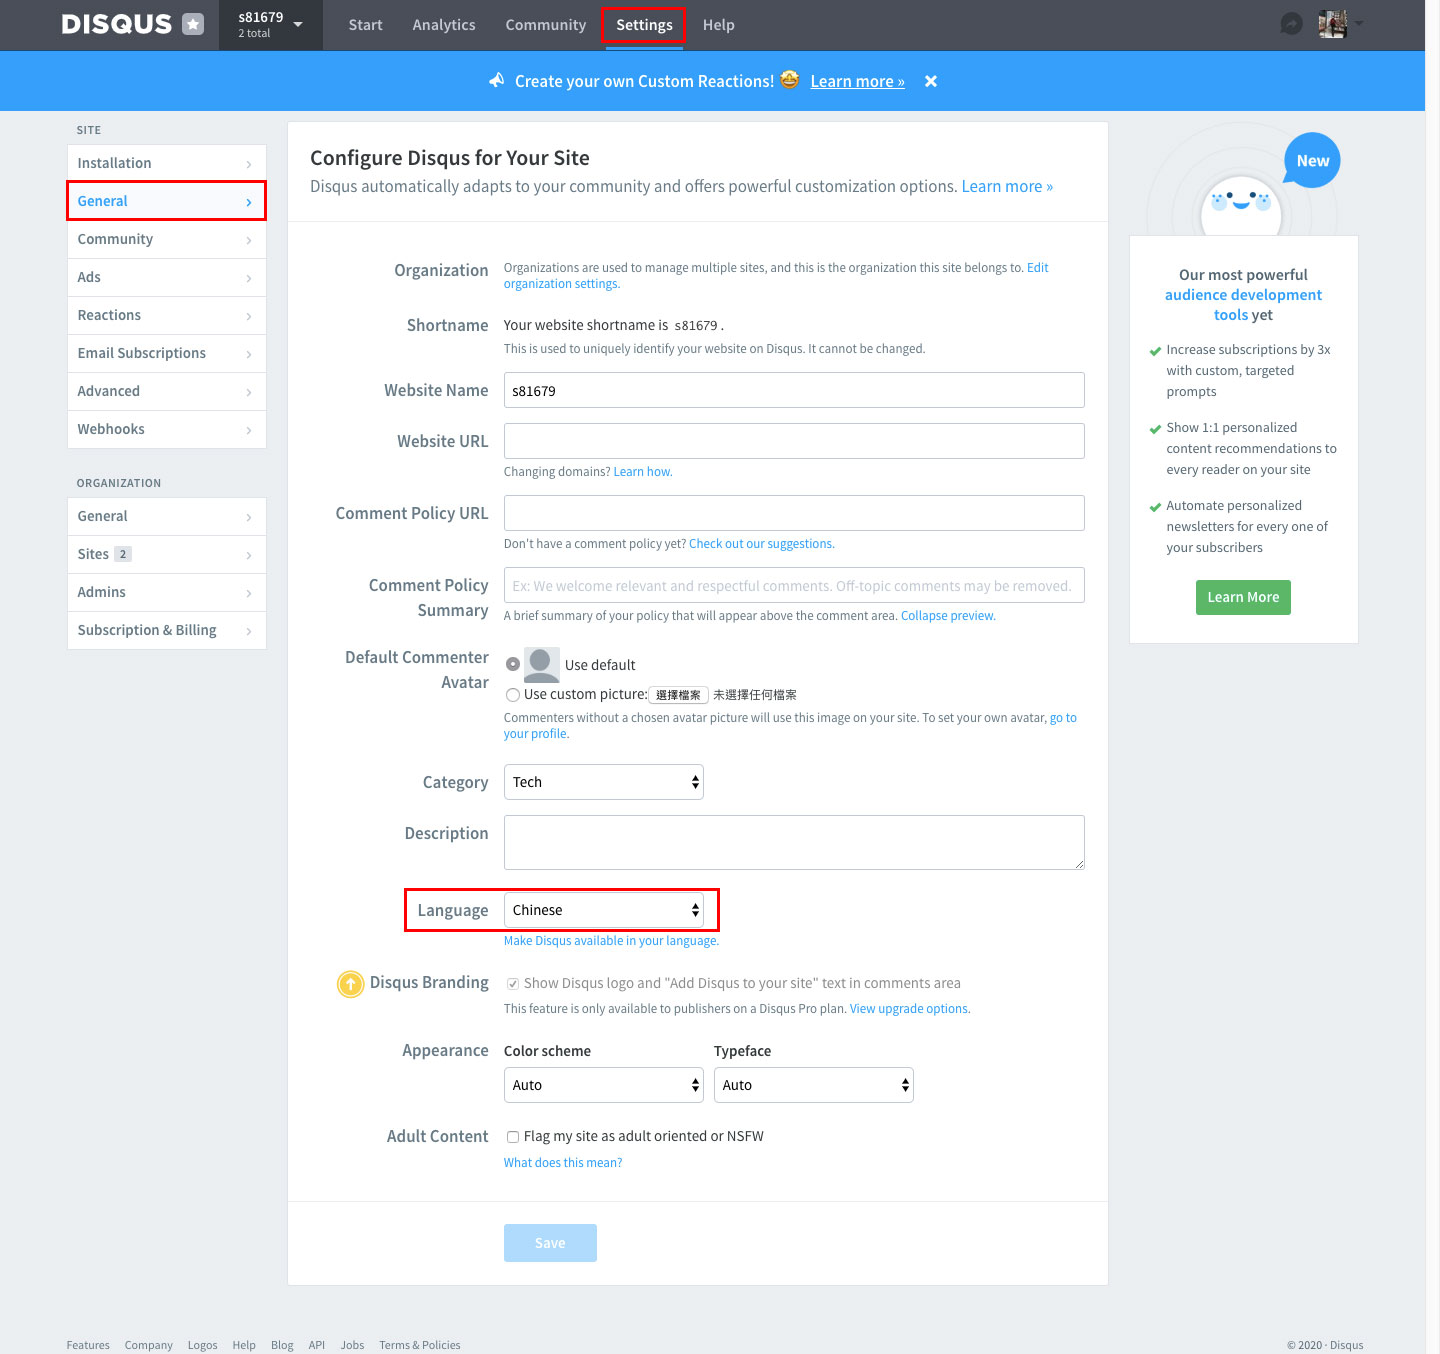 DISQUS
s81679
2 total
Start
Analytics
Community
Settings
Help
Create your own Custom Reactions! Learn more »
SITE
Installation
General
Community
Ads
Reactions
Email Subscriptions
Advanced
Webhooks
ORGANIZATION
General
Sites 2
Admins
Subscription & Billing
Configure Disqus for Your Site
Disqus automatically adapts to your community and offers powerful customization options. Learn more »
Organization
Organizations are used to manage multiple sites, and this is the organization this site belongs to. Edit
organization settings.
Shortname
Your website shortname is s81679 .
This is used to uniquely identify your website on Disqus. It cannot be changed.
Website Name
s81679
Website URL
Changing domains? Learn how.
Comment Policy URL
Don't have a comment policy yet? Check out our suggestions.
Comment Policy
Summary
Ex: We welcome relevant and respectful comments. Off-topic comments may be removed.
A brief summary of your policy that will appear above the comment area. Collapse preview.
Default Commenter
Avatar
Use default
Use custom picture: 選擇檔案 未選擇任何檔案
Commenters without a chosen avatar picture will use this image on your site. To set your own avatar, go to
your profile.
Category
Tech
Description
Language
Chinese
Make Disqus available in your language.
Disqus Branding
Show Disqus logo and "Add Disqus to your site" text in comments area
This feature is only available to publishers on a Disqus Pro plan. View upgrade options.
Appearance
Color scheme
Typeface
Auto
Auto
Adult Content
Flag my site as adult oriented or NSFW
What does this mean?
Save
New
Our most powerful
audience development
tools yet
Increase subscriptions by 3x
with custom, targeted
prompts
Show 1:1 personalized
content recommendations to
every reader on your site
Automate personalized
newsletters for every one of
your subscribers
Learn More
Features
Company
Logos
Help
Blog
API
Jobs
Terms & Policies
© 2020 · Disqus